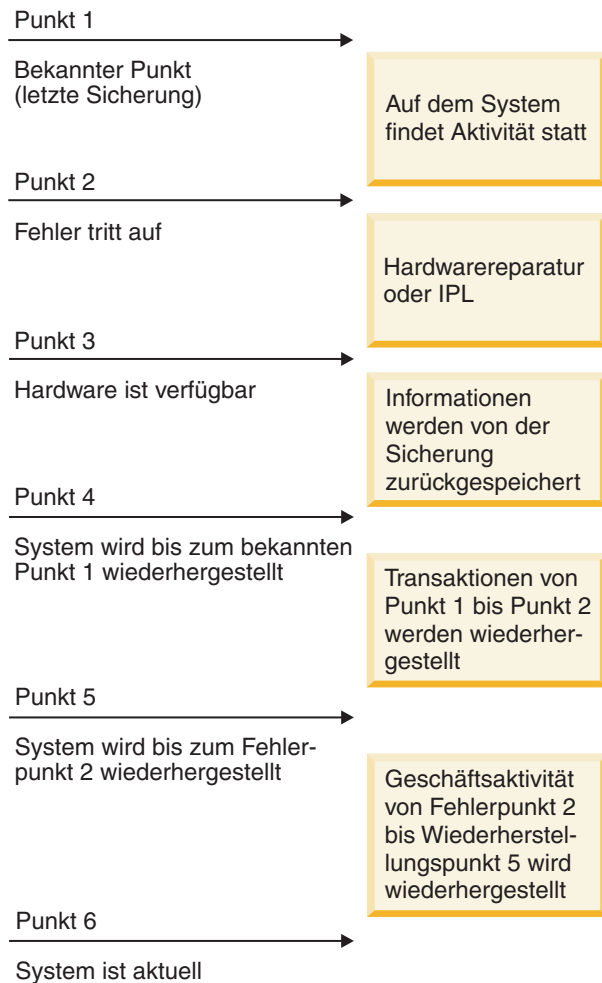 Punkt 1
Bekannter Punkt
(letzte Sicherung)
Auf dem System
findet Aktivität statt
Punkt 2
Fehler tritt auf
Hardwarereparatur
oder IPL
Punkt 3
Hardware ist verfügbar
Informationen
werden von der
Sicherung
zurückgespeichert
Punkt 4
System wird bis zum bekannten
Punkt 1 wiederhergestellt
Transaktionen von
Punkt 1 bis Punkt 2
werden wiederher-
gestellt
Punkt 5
System wird bis zum Fehler-
punkt 2 wiederhergestellt
Geschäftsaktivität
von Fehlerpunkt 2
bis Wiederherstel-
lungspunkt 5 wird
wiederhergestellt
Punkt 6
System ist aktuell